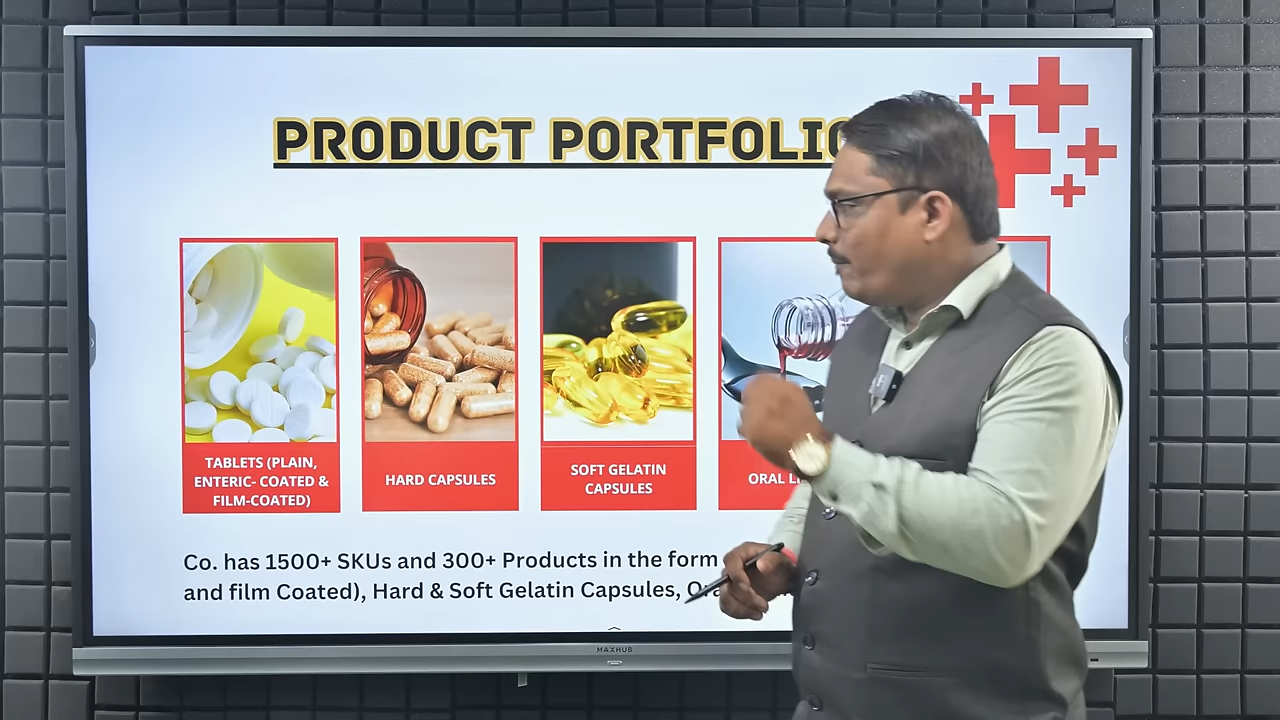 PRODUCT PORTFOLIO
TABLETS (PLAIN,
ENTERIC- COATED &
FILM-COATED)
HARD CAPSULES
SOFT GELATIN
CAPSULES
ORAL
Co. has 1500+ SKUs and 300+ Products in the form
and film Coated), Hard & Soft Gelatin Capsules,
MAXHUB